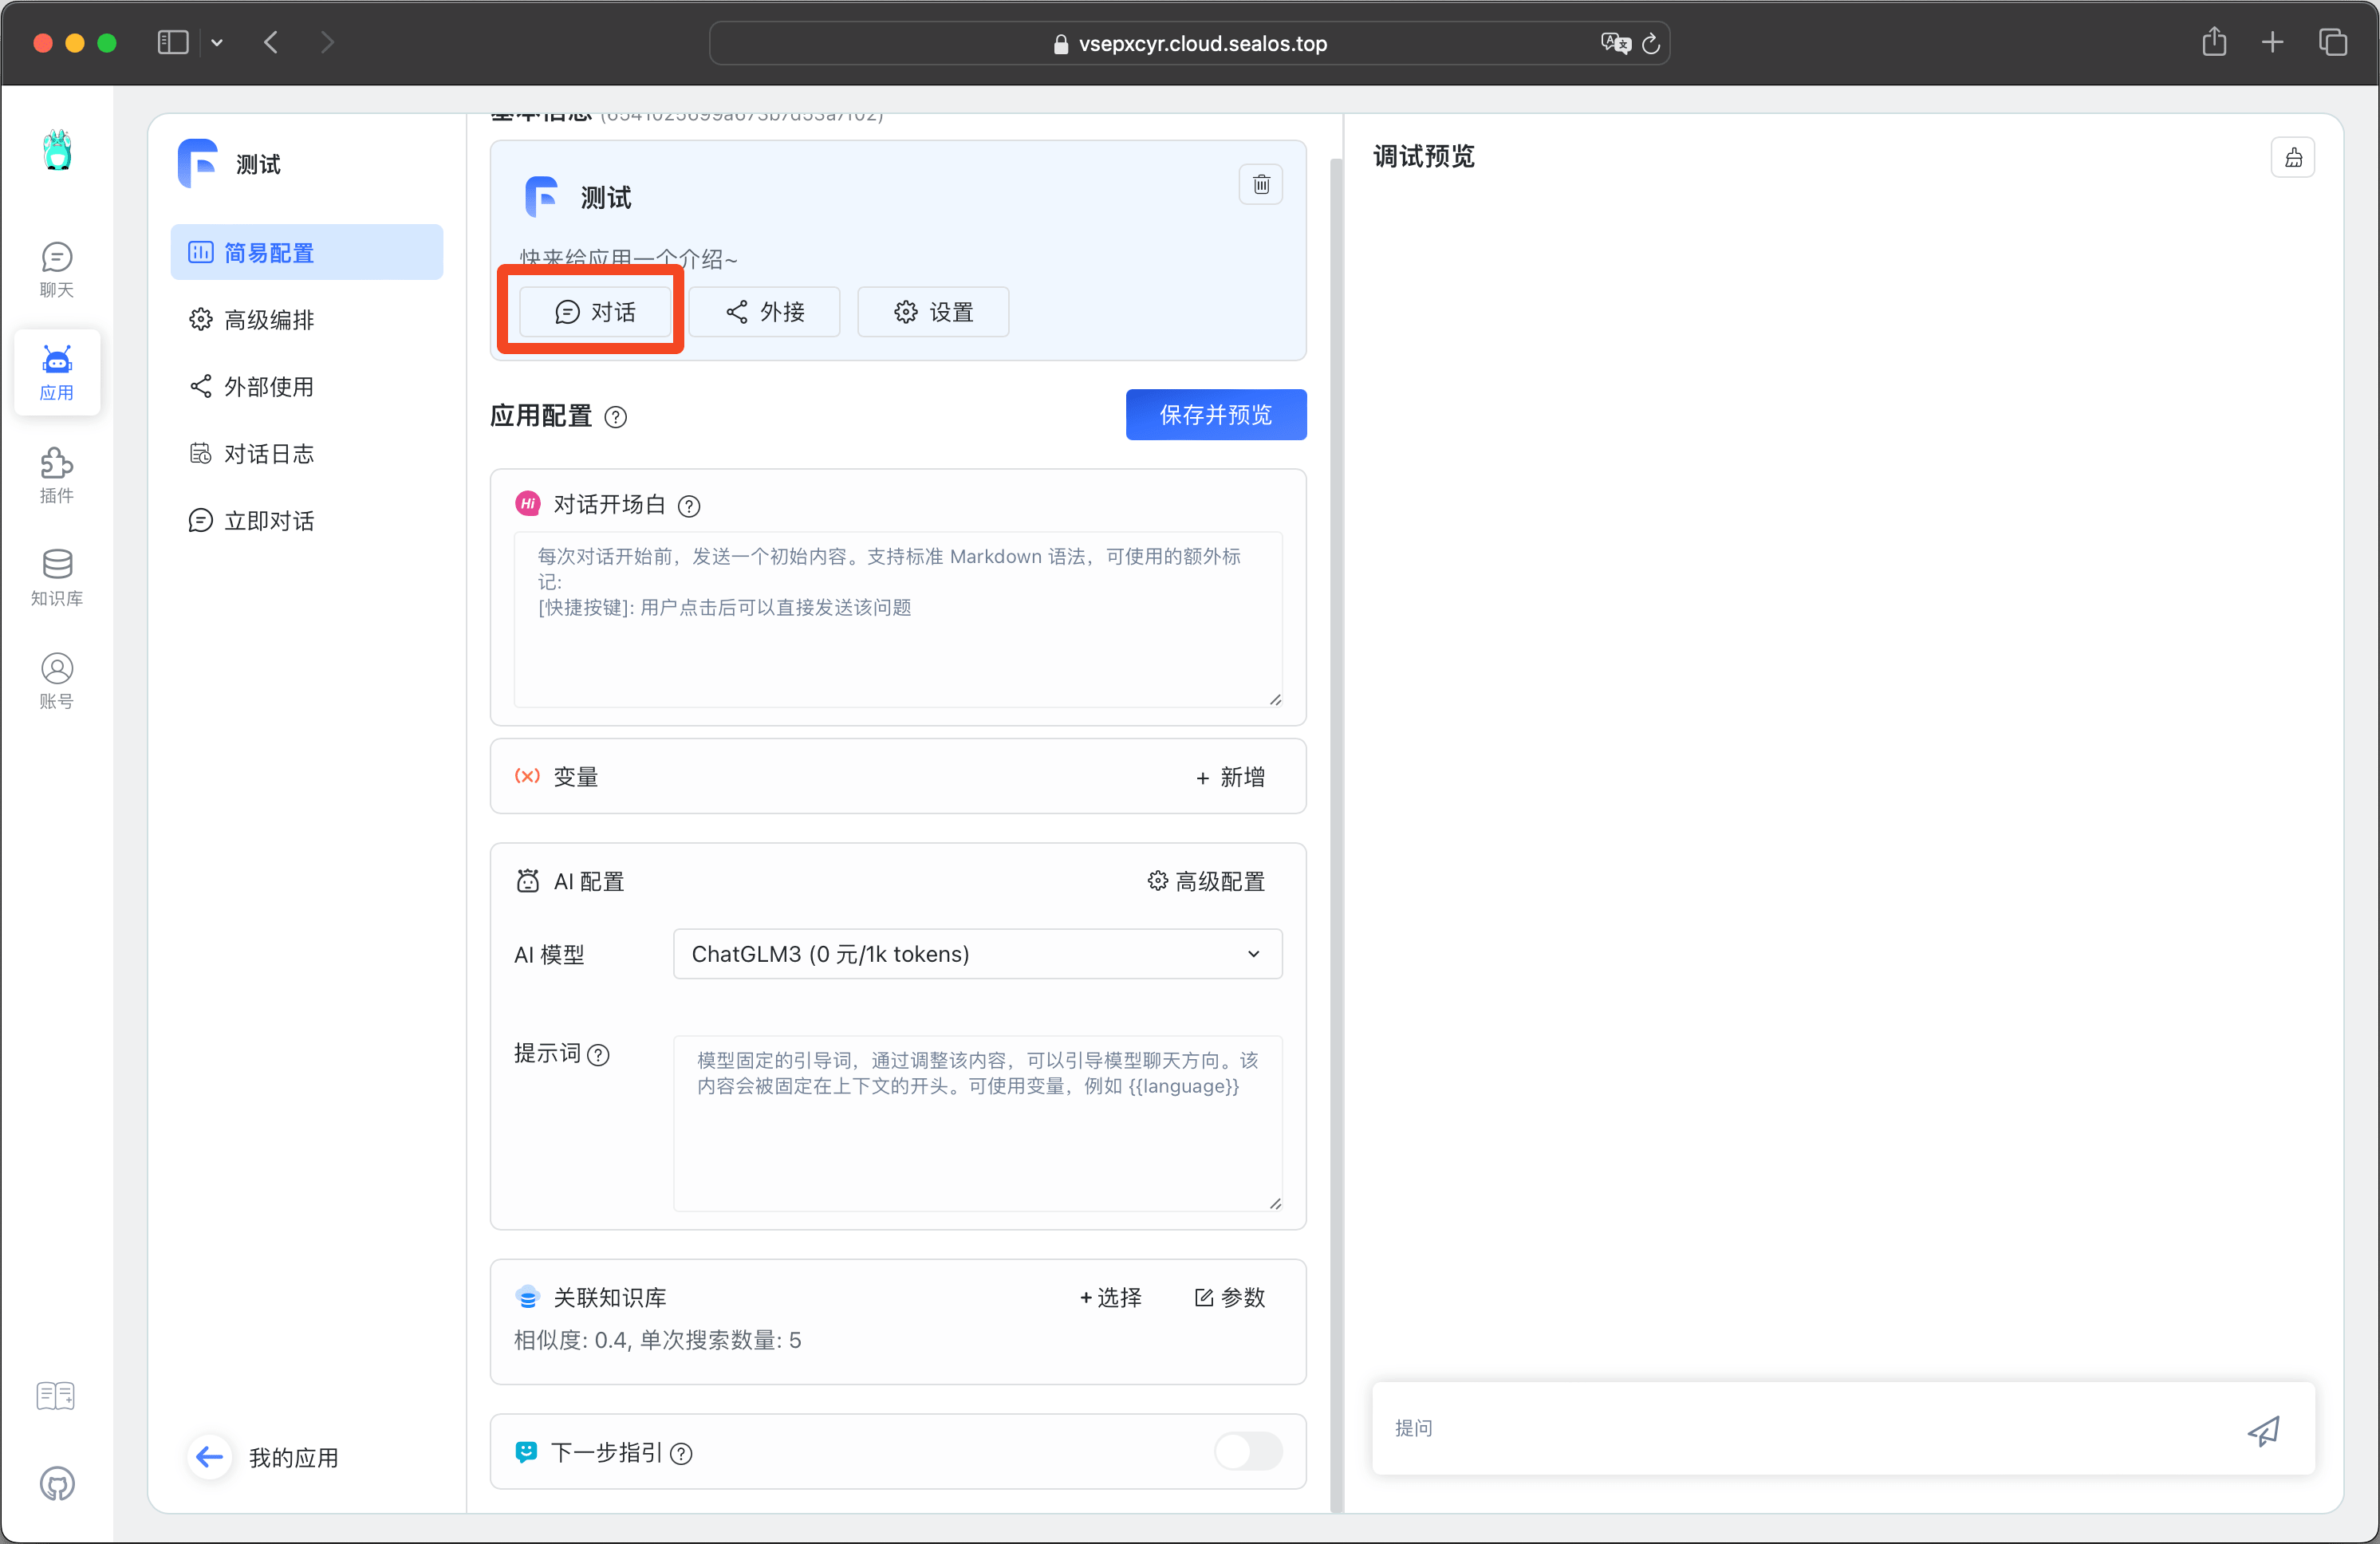 vsepxcyr.cloud.sealos.top
聊天
应用
插件
知识库
账号
测试
简易配置
高级编排
外部使用
对话日志
立即对话
我的应用
基本信息
测试
快来给应用一个介绍~
对话
外接
设置
应用配置
保存并预览
Hi 对话开场白
每次对话开始前，发送一个初始内容。支持标准 Markdown 语法，可使用的额外标
记:
[快捷按键]: 用户点击后可以直接发送该问题
(x) 变量
+ 新增
AI 配置
高级配置
AI 模型
ChatGLM3 (0 元/1k tokens)
提示词
模型固定的引导词，通过调整该内容，可以引导模型聊天方向。该
内容会被固定在上下文的开头。可使用变量，例如 {{language}}
关联知识库
+选择
参数
相似度: 0.4, 单次搜索数量: 5
下一步指引
调试预览
提问